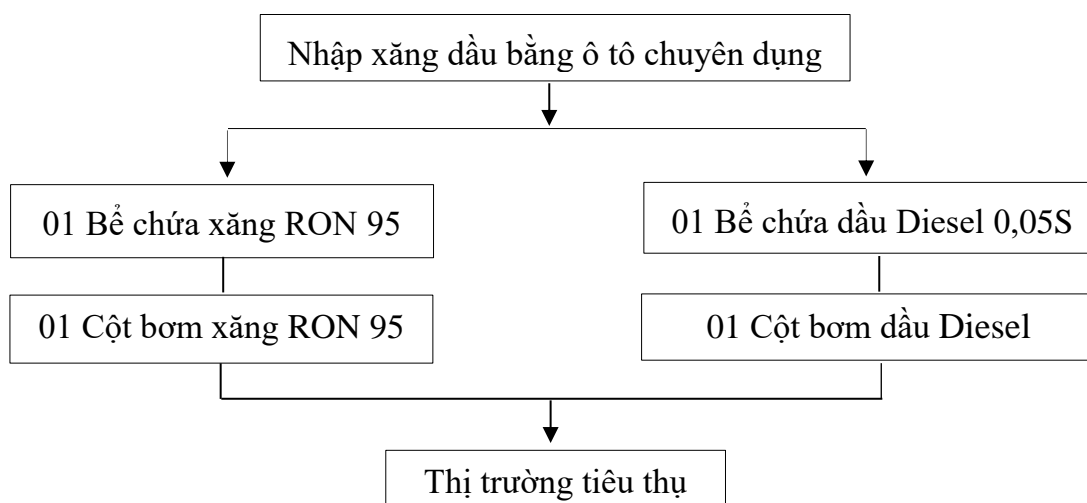 Nhập xăng dầu bằng ô tô chuyên dụng
01 Bể chứa xăng RON 95
01 Bể chứa dầu Diesel 0,05S
01 Cột bơm xăng RON 95
01 Cột bơm dầu Diesel
Thị trường tiêu thụ